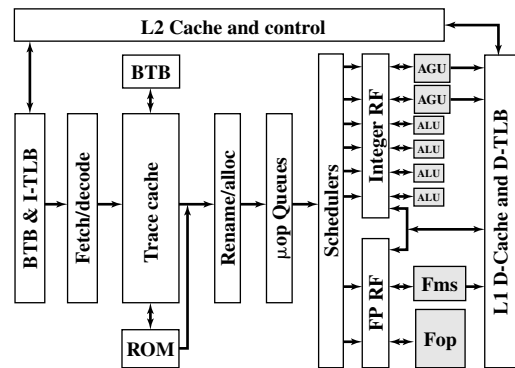 L2 Cache and control
BTB
BTB & I-TLB
Fetch/decode
Trace cache
ROM
Rename/alloc
µop Queues
Schedulers
Integer RF
FP RF
AGU
AGU
ALU
ALU
ALU
ALU
Fms
Fop
L1 D-Cache and D-TLB